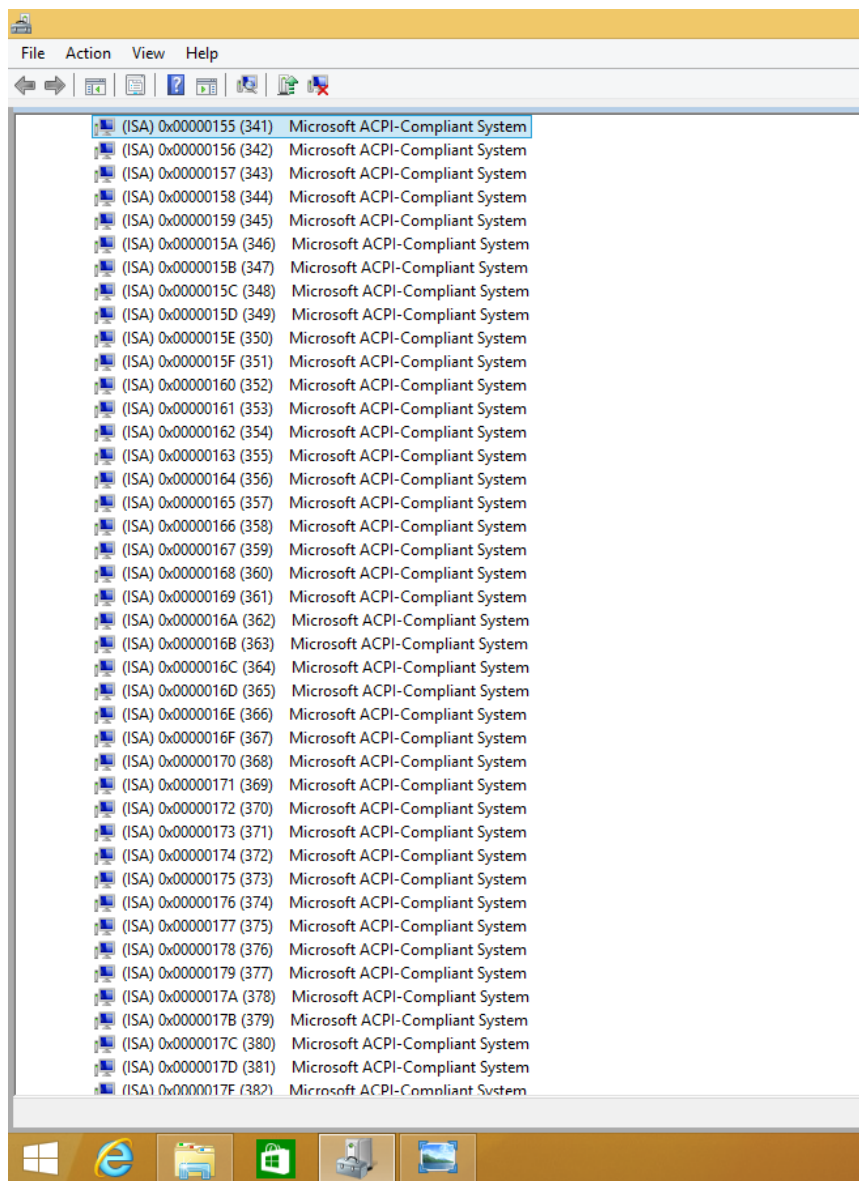 File Action View Help
(ISA) 0x00000155 (341) Microsoft ACPI-Compliant System
(ISA) 0x00000156 (342) Microsoft ACPI-Compliant System
(ISA) 0x00000157 (343) Microsoft ACPI-Compliant System
(ISA) 0x00000158 (344) Microsoft ACPI-Compliant System
(ISA) 0x00000159 (345) Microsoft ACPI-Compliant System
(ISA) 0x0000015A (346) Microsoft ACPI-Compliant System
(ISA) 0x0000015B (347) Microsoft ACPI-Compliant System
(ISA) 0x0000015C (348) Microsoft ACPI-Compliant System
(ISA) 0x0000015D (349) Microsoft ACPI-Compliant System
(ISA) 0x0000015E (350) Microsoft ACPI-Compliant System
(ISA) 0x0000015F (351) Microsoft ACPI-Compliant System
(ISA) 0x00000160 (352) Microsoft ACPI-Compliant System
(ISA) 0x00000161 (353) Microsoft ACPI-Compliant System
(ISA) 0x00000162 (354) Microsoft ACPI-Compliant System
(ISA) 0x00000163 (355) Microsoft ACPI-Compliant System
(ISA) 0x00000164 (356) Microsoft ACPI-Compliant System
(ISA) 0x00000165 (357) Microsoft ACPI-Compliant System
(ISA) 0x00000166 (358) Microsoft ACPI-Compliant System
(ISA) 0x00000167 (359) Microsoft ACPI-Compliant System
(ISA) 0x00000168 (360) Microsoft ACPI-Compliant System
(ISA) 0x00000169 (361) Microsoft ACPI-Compliant System
(ISA) 0x0000016A (362) Microsoft ACPI-Compliant System
(ISA) 0x0000016B (363) Microsoft ACPI-Compliant System
(ISA) 0x0000016C (364) Microsoft ACPI-Compliant System
(ISA) 0x0000016D (365) Microsoft ACPI-Compliant System
(ISA) 0x0000016E (366) Microsoft ACPI-Compliant System
(ISA) 0x0000016F (367) Microsoft ACPI-Compliant System
(ISA) 0x00000170 (368) Microsoft ACPI-Compliant System
(ISA) 0x00000171 (369) Microsoft ACPI-Compliant System
(ISA) 0x00000172 (370) Microsoft ACPI-Compliant System
(ISA) 0x00000173 (371) Microsoft ACPI-Compliant System
(ISA) 0x00000174 (372) Microsoft ACPI-Compliant System
(ISA) 0x00000175 (373) Microsoft ACPI-Compliant System
(ISA) 0x00000176 (374) Microsoft ACPI-Compliant System
(ISA) 0x00000177 (375) Microsoft ACPI-Compliant System
(ISA) 0x00000178 (376) Microsoft ACPI-Compliant System
(ISA) 0x00000179 (377) Microsoft ACPI-Compliant System
(ISA) 0x0000017A (378) Microsoft ACPI-Compliant System
(ISA) 0x0000017B (379) Microsoft ACPI-Compliant System
(ISA) 0x0000017C (380) Microsoft ACPI-Compliant System
(ISA) 0x0000017D (381) Microsoft ACPI-Compliant System
(ISA) 0x0000017E (382) Microsoft ACPI-Compliant System